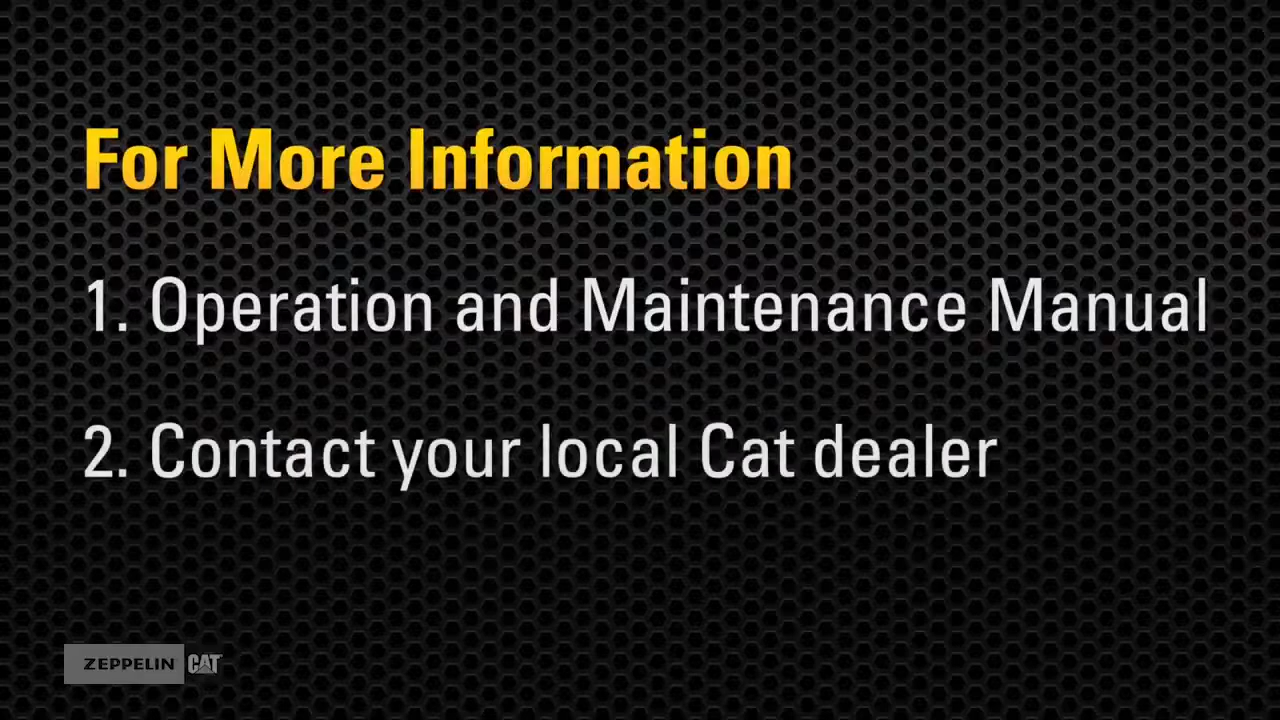 For More Information
1. Operation and Maintenance Manual
2. Contact your local Cat dealer
ZEPPELIN CAT